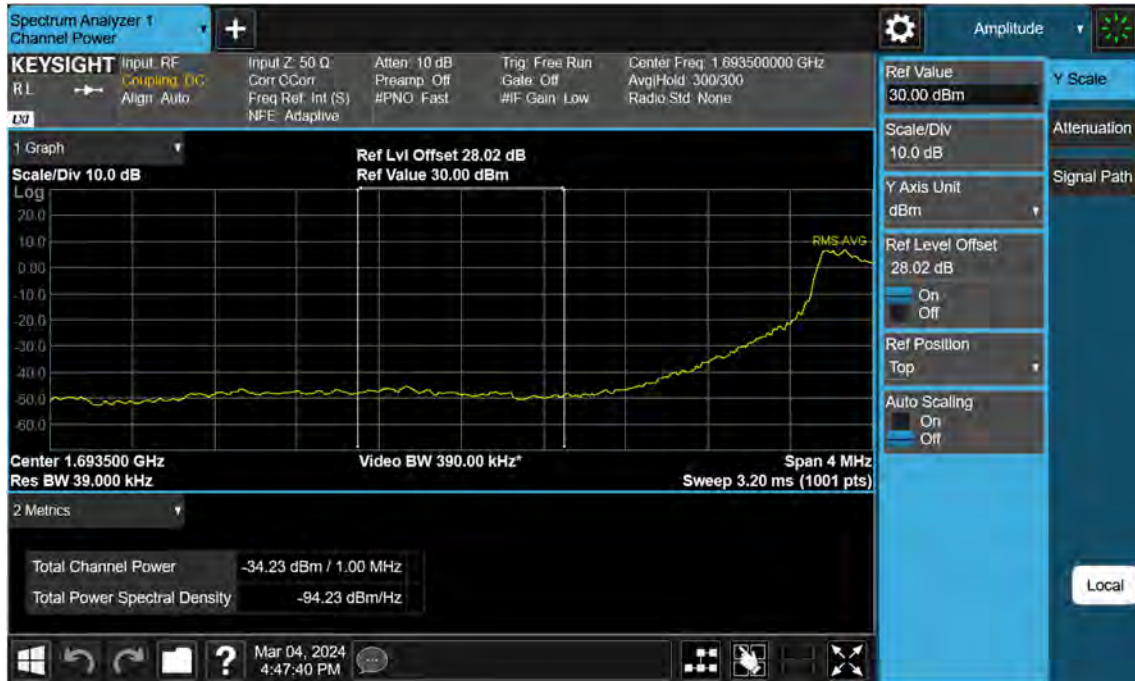 Spectrum Analyzer 1
Channel Power
+
Amplitude
KEYSIGHT
RL
LXI
Input: RF
Coupling: DC
Align: Auto
Input Z: 50 Ω
Corr CCorr
Freq Ref: Int (S)
NFE: Adaptive
Atten: 10 dB
Preamp: Off
#PNO: Fast
Trig: Free Run
Gate: Off
#IF Gain: Low
Center Freq: 1.693500000 GHz
Avg|Hold: 300/300
Radio Std: None
1 Graph
Scale/Div 10.0 dB
Ref Lvl Offset 28.02 dB
Ref Value 30.00 dBm
Log
20.0
10.0
0.00
-10.0
-20.0
-30.0
-40.0
-50.0
-60.0
RMS AVG
Center 1.693500 GHz
Video BW 390.00 kHz*
Span 4 MHz
Res BW 39.000 kHz
Sweep 3.20 ms (1001 pts)
2 Metrics
Total Channel Power -34.23 dBm / 1.00 MHz
Total Power Spectral Density -94.23 dBm/Hz
?
Mar 04, 2024
4:47:40 PM
Ref Value
30.00 dBm
Scale/Div
10.0 dB
Y Axis Unit
dBm
Ref Level Offset
28.02 dB
On
Off
Ref Position
Top
Auto Scaling
On
Off
Y Scale
Attenuation
Signal Path
Local